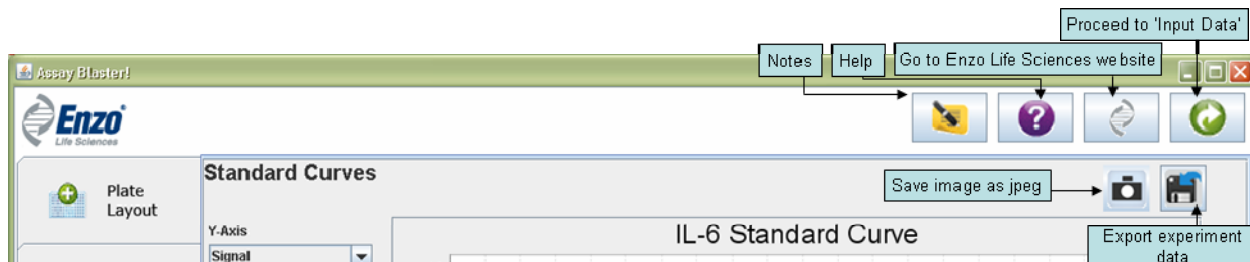 Proceed to 'Input Data'
Notes
Help
Go to Enzo Life Sciences website
Assay Blaster!
Enzo®
Life Sciences
Standard Curves
Plate
Layout
Save image as jpeg
Y-Axis
IL-6 Standard Curve
Signal
Export experiment
data